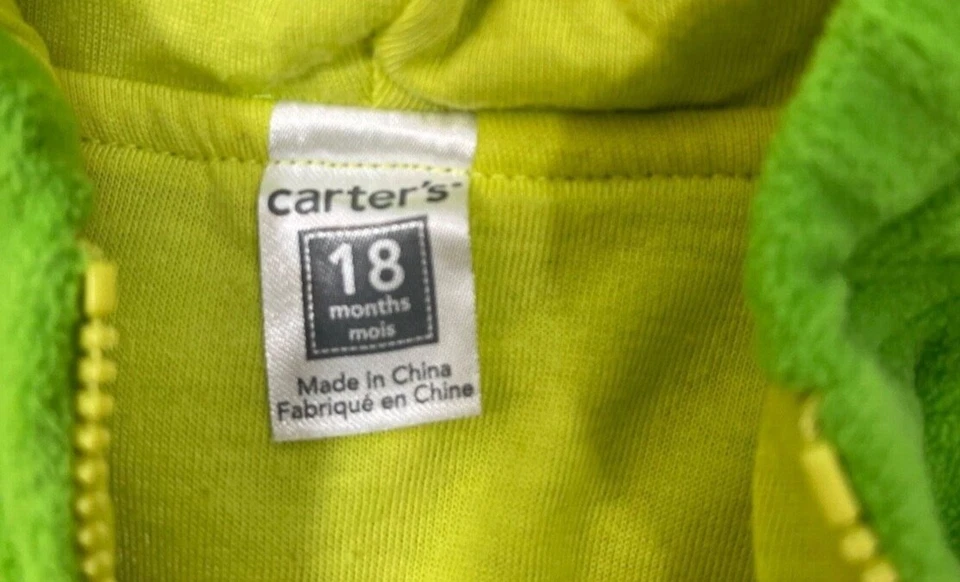 carter's
18
months
mois
Made in China
Fabriqué en Chine